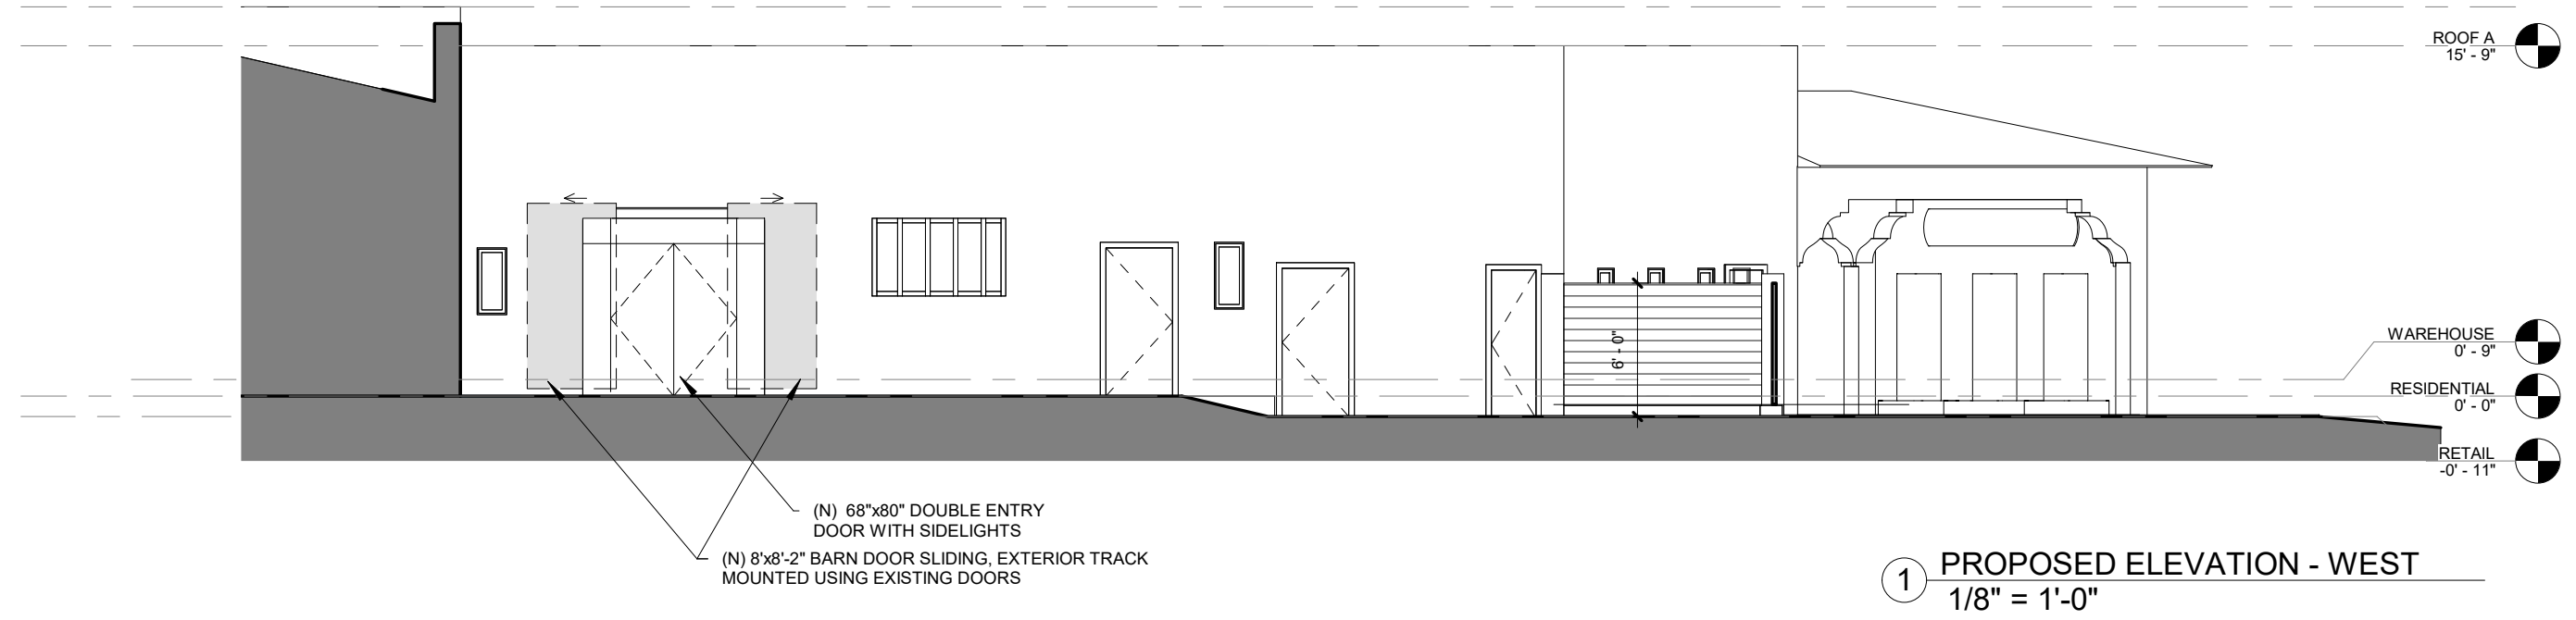 ROOF A
15' - 9"
WAREHOUSE
0' - 9"
6' - 0"
RESIDENTIAL
0' - 0"
RETAIL
-0' - 11"
(N)  68"x80" DOUBLE ENTRY
DOOR WITH SIDELIGHTS
(N) 8'x8'-2" BARN DOOR SLIDING, EXTERIOR TRACK
MOUNTED USING EXISTING DOORS
1 PROPOSED ELEVATION - WEST
1/8" = 1'-0"